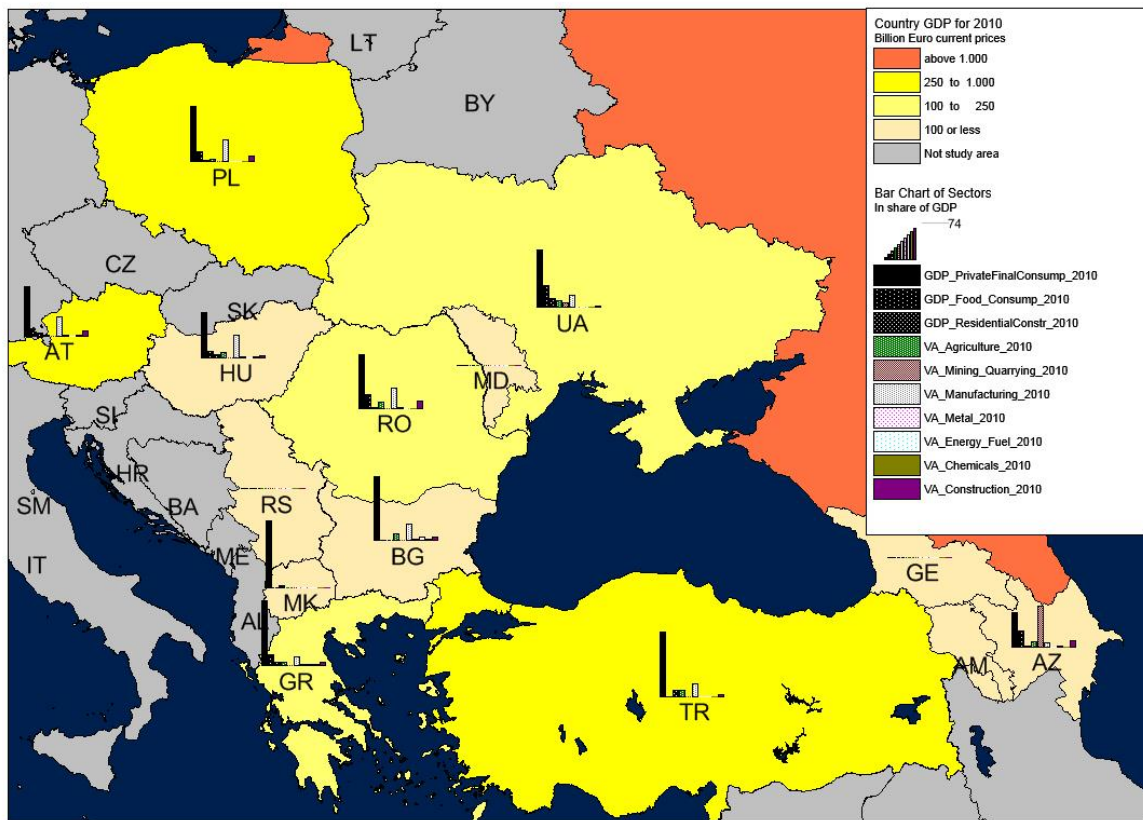 LT
BY
PL
CZ
SK
UA
AT
HU
MD
RO
SI
HR
SM
BA
RS
IT
ME
BG
MK
AL
GR
TR
GE
AM
AZ
Country GDP for 2010
Billion Euro current prices
above 1.000
250 to 1.000
100 to 250
100 or less
Not study area
Bar Chart of Sectors
In share of GDP
74
GDP_PrivateFinalConsump_2010
GDP_Food_Consump_2010
GDP_ResidentialConstr_2010
VA_Agriculture_2010
VA_Mining_Quarrying_2010
VA_Manufacturing_2010
VA_Metal_2010
VA_Energy_Fuel_2010
VA_Chemicals_2010
VA_Construction_2010